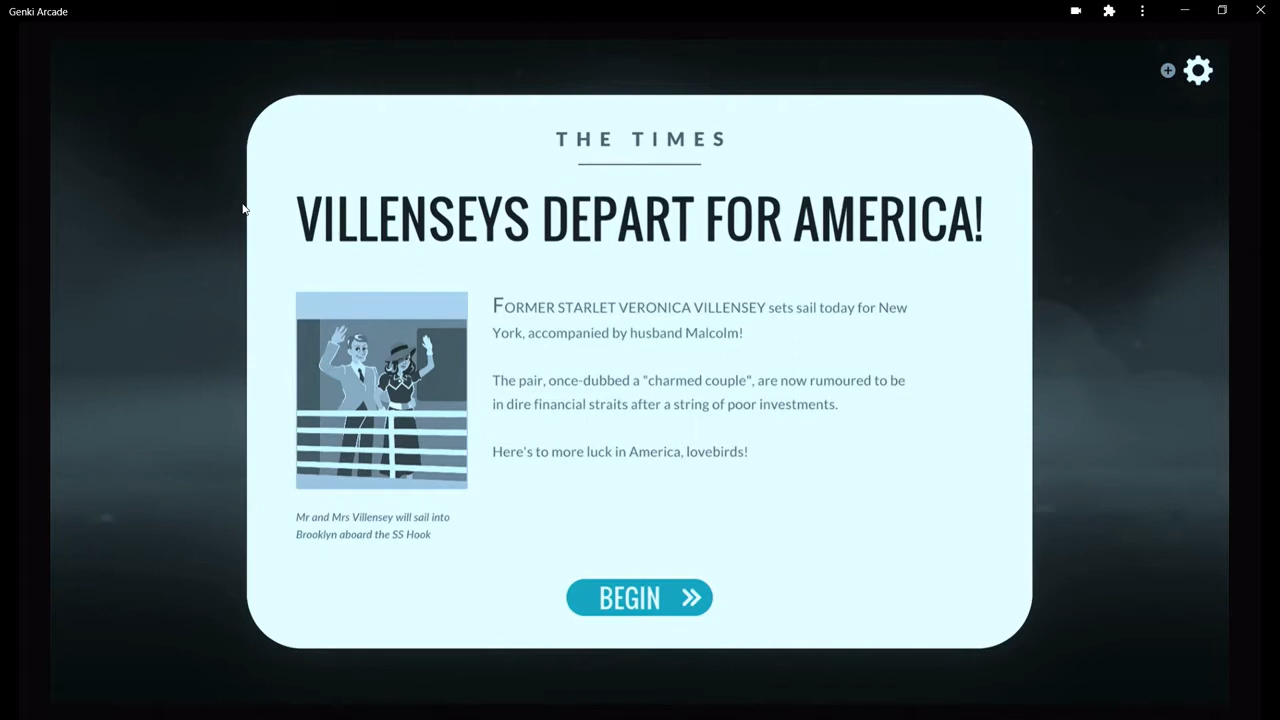 Genki Arcade
THE TIMES
VILLENSEYS DEPART FOR AMERICA!
FORMER STARLET VERONICA VILLENSEY sets sail today for New
York, accompanied by husband Malcolm!
The pair, once-dubbed a "charmed couple", are now rumoured to be
in dire financial straits after a string of poor investments.
Here's to more luck in America, lovebirds!
Mr and Mrs Villensey will sail into
Brooklyn aboard the SS Hook
BEGIN